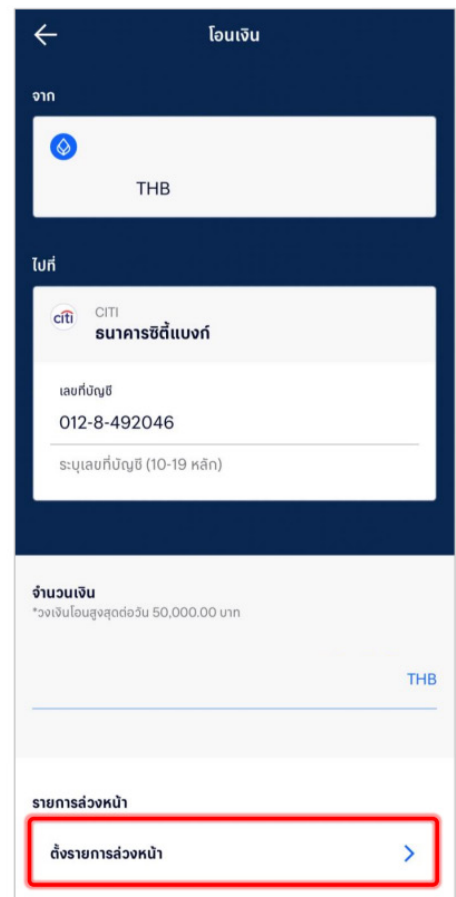 โอนเงิน
จาก
THB
ไปที่
citi
CITI
ธนาคารซิตี้แบงก์
เลขที่บัญชี
012-8-492046
ระบุเลขที่บัญชี (10-19 หลัก)
จำนวนเงิน
*วงเงินโอนสูงสุดต่อวัน 50,000.00 บาท
THB
รายการล่วงหน้า
ตั้งรายการล่วงหน้า